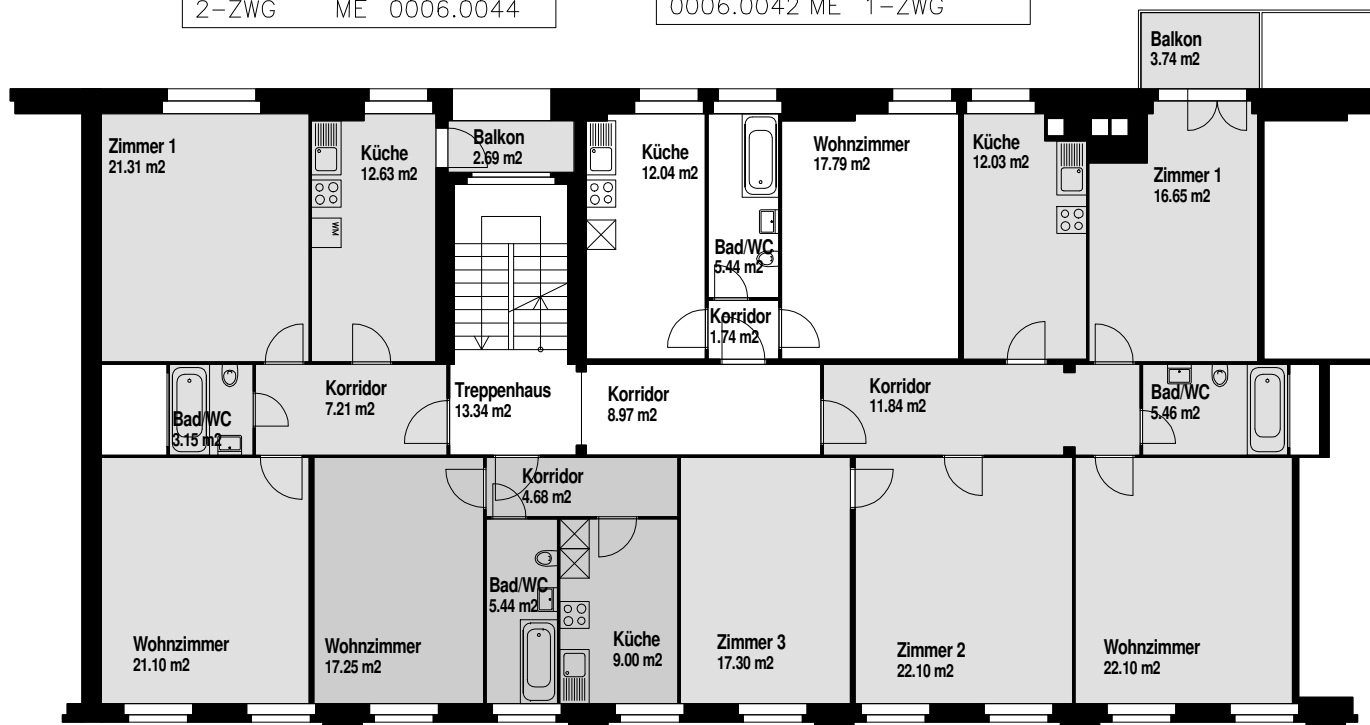 2-ZWG ME 0006.0044
0006.0042 ME 1-ZWG
Balkon
3.74 m2
Zimmer 1
21.31 m2
Küche
12.63 m2
WM
Balkon
2.69 m2
Küche
12.04 m2
Bad/WC
5.44 m2
Korridor
1.74 m2
Wohnzimmer
17.79 m2
Küche
12.03 m2
Zimmer 1
16.65 m2
Bad/WC
3.15 m2
Korridor
7.21 m2
Treppenhaus
13.34 m2
Korridor
8.97 m2
Korridor
11.84 m2
Bad/WC
5.46 m2
Wohnzimmer
21.10 m2
Wohnzimmer
17.25 m2
Korridor
4.68 m2
Bad/WC
5.44 m2
Küche
9.00 m2
Zimmer 3
17.30 m2
Zimmer 2
22.10 m2
Wohnzimmer
22.10 m2